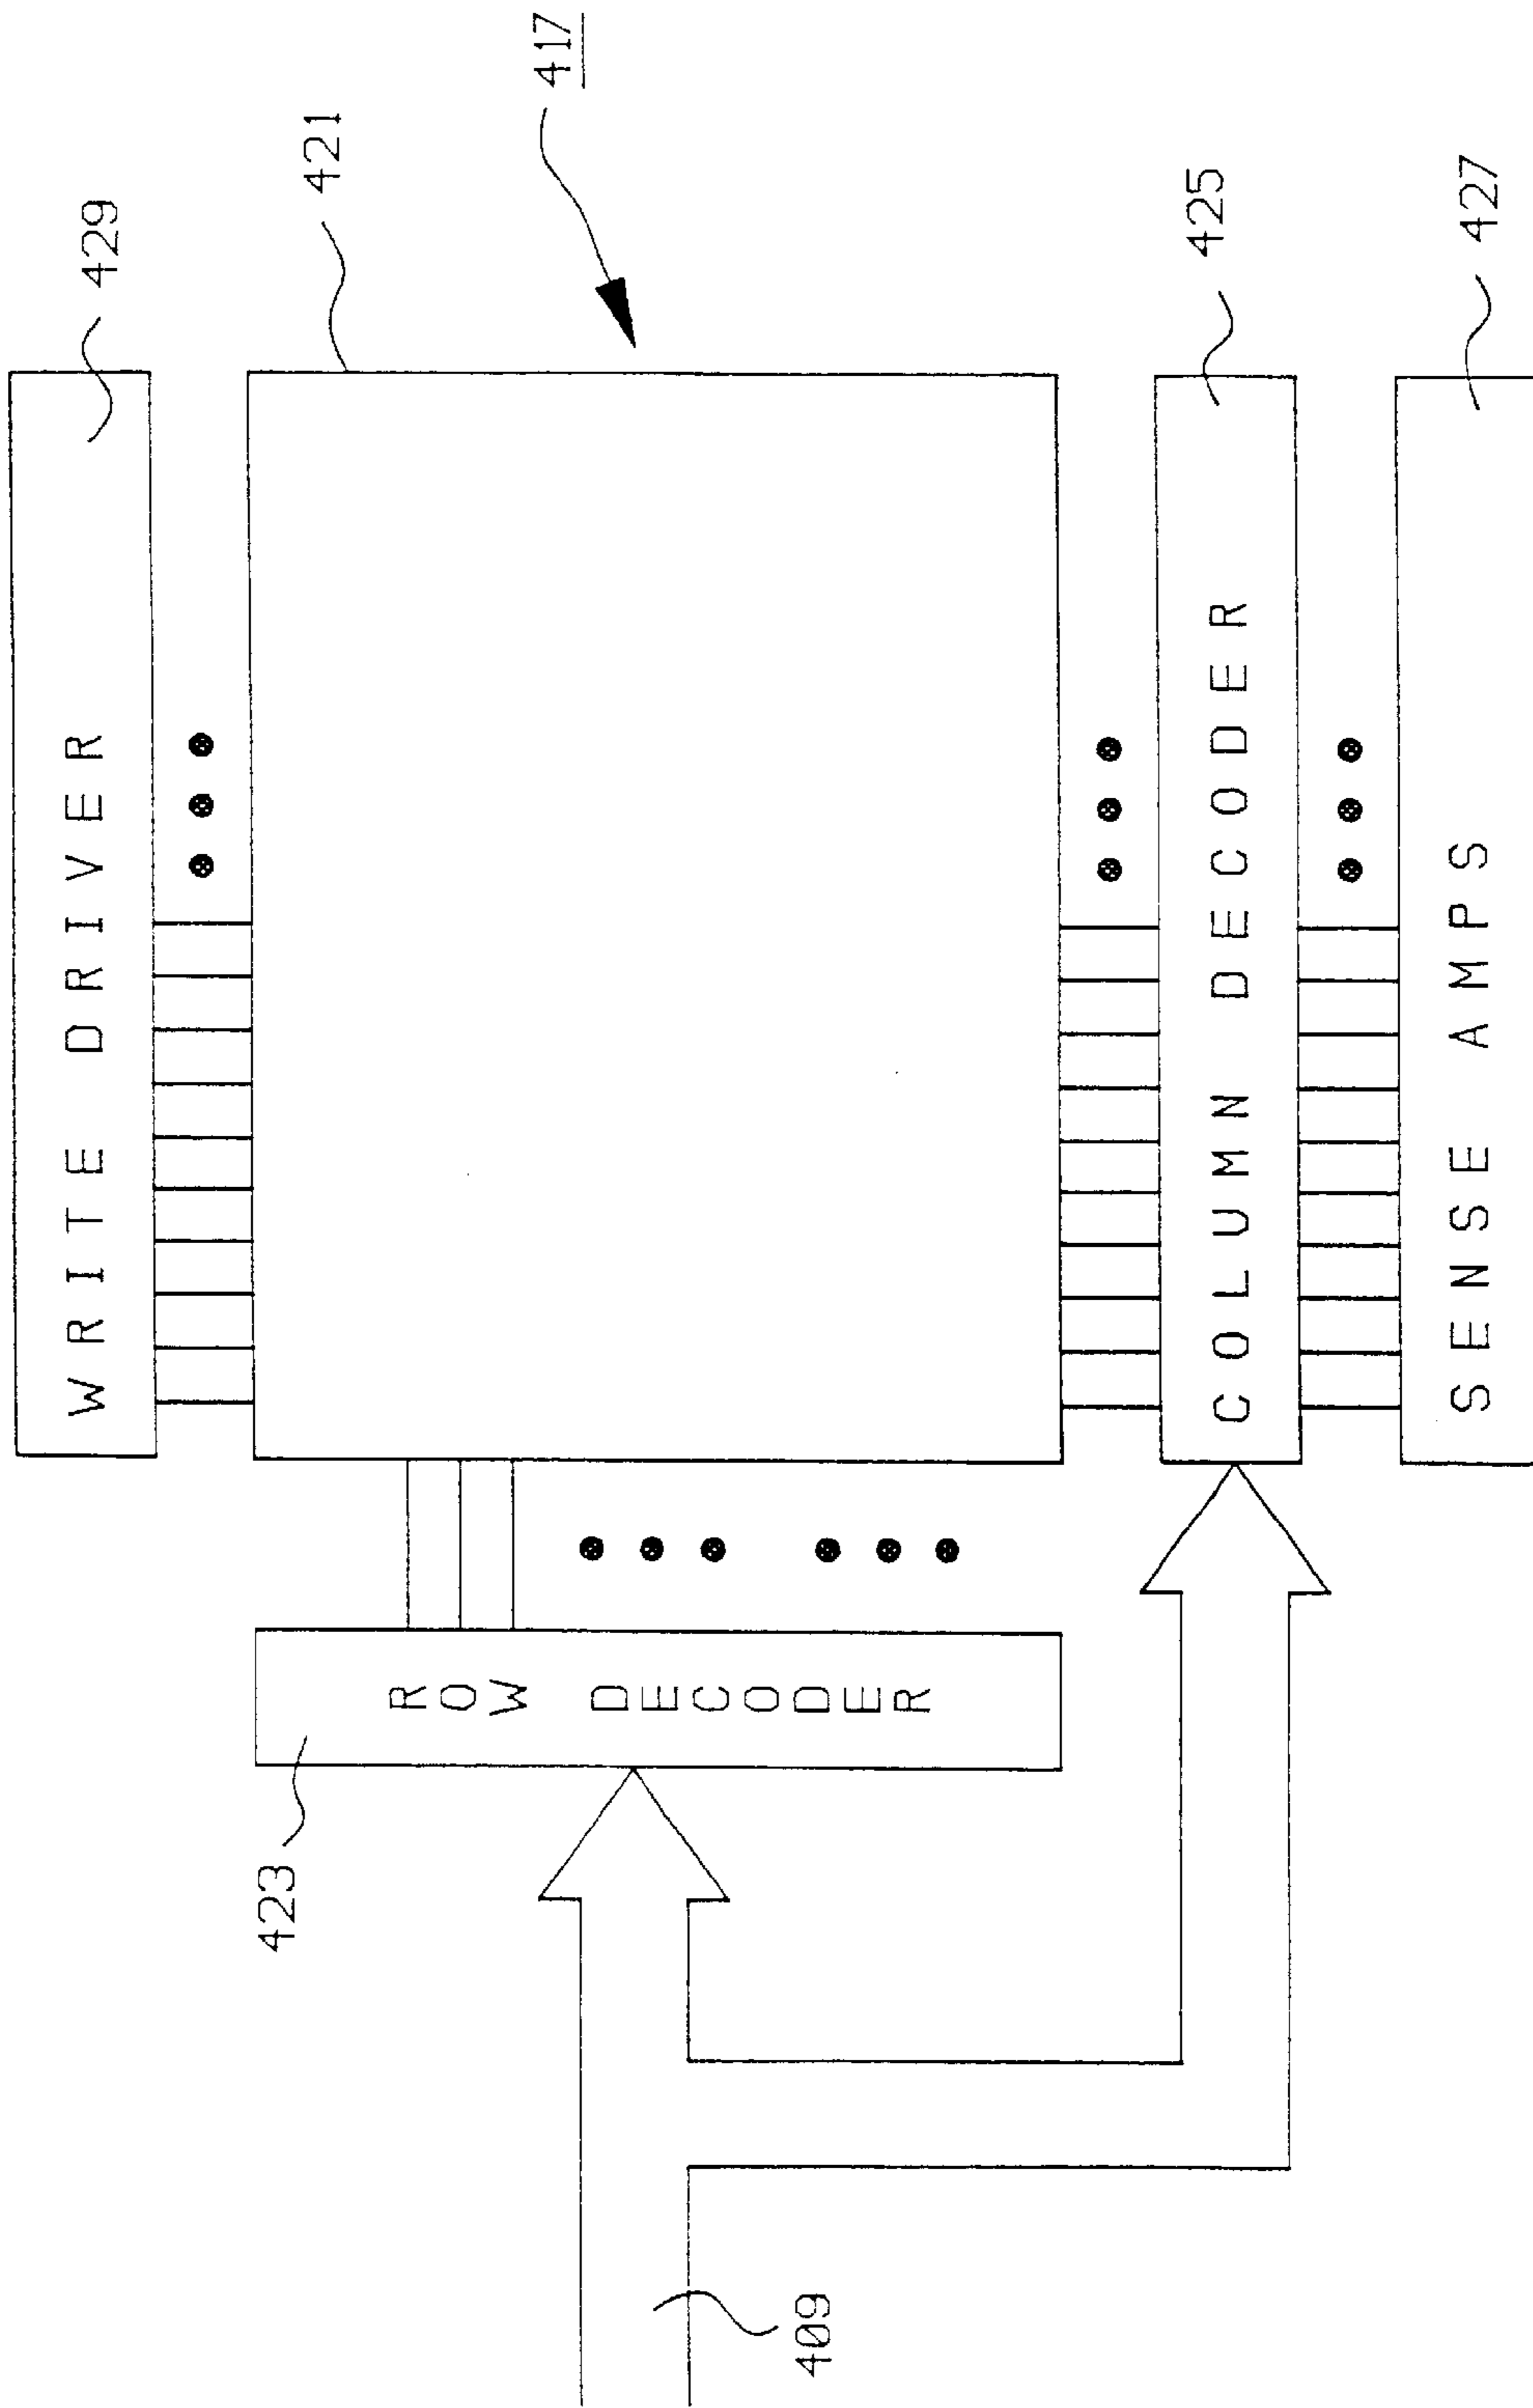 WRITE DRIVER
429
421
417
ROW DECODER
423
COLUMN DECODER
425
SENSE AMPS
427
409